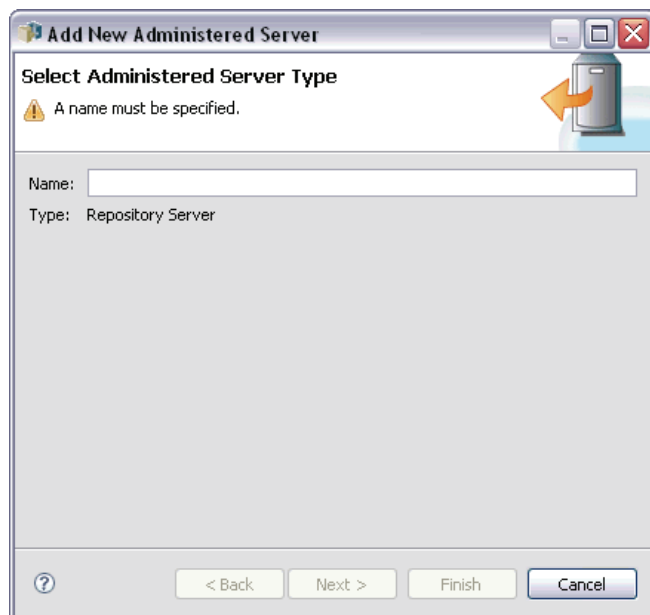 Add New Administered Server
Select Administered Server Type
A name must be specified.
Name:
Type: Repository Server
?
< Back Next > Finish Cancel